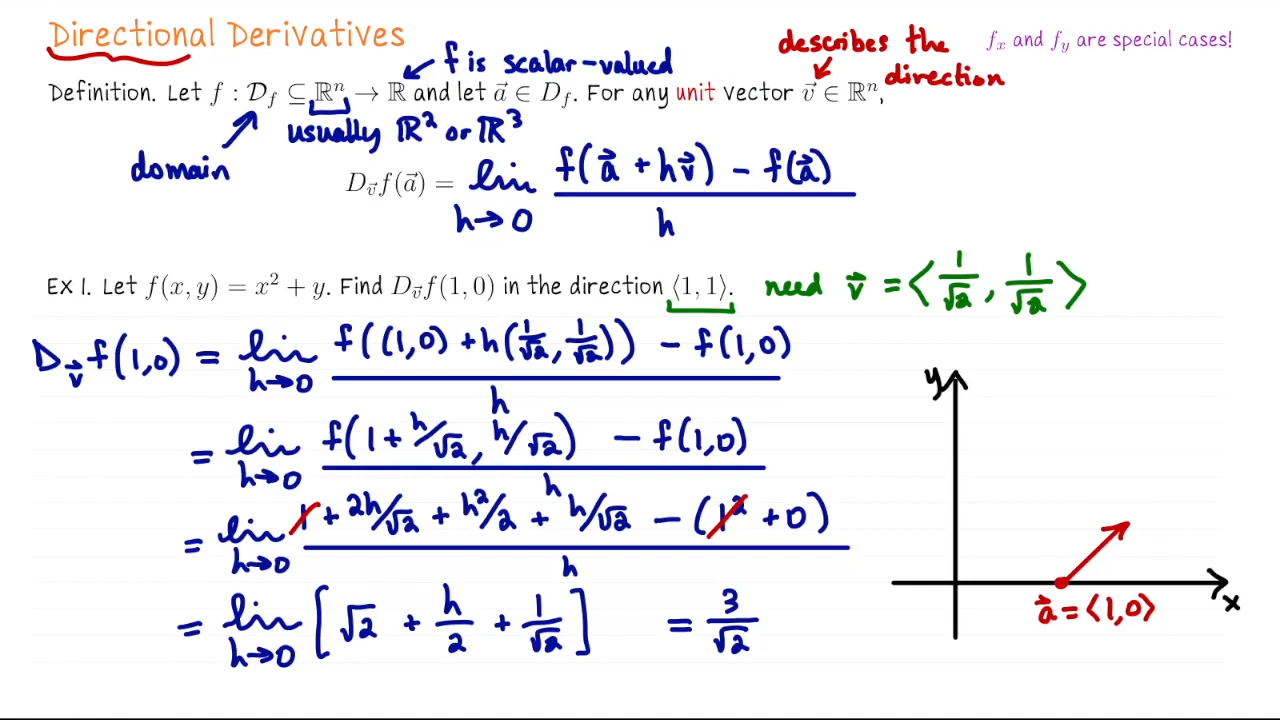 Directional Derivatives
f_x and f_y are special cases!
describes the direction
f is scalar-valued
Definition. Let f : 𝒟_f ⊆ ℝⁿ → ℝ and let a⃗ ∈ D_f. For any unit vector v⃗ ∈ ℝⁿ,
usually ℝ² or ℝ³
domain
D_v⃗ f(a⃗) = lim h→0 (f(a⃗ + hv⃗) − f(a⃗)) / h
Ex 1. Let f(x, y) = x² + y. Find D_v⃗ f(1, 0) in the direction ⟨1, 1⟩. need v⃗ = ⟨1/√2, 1/√2⟩
D_v⃗ f(1,0) = lim h→0 (f((1,0) + h(1/√2, 1/√2)) − f(1,0)) / h
= lim h→0 (f(1 + h/√2, h/√2) − f(1,0)) / h
= lim h→0 (1 + 2h/√2 + h²/2 + h/√2 − (1² + 0)) / h
= lim h→0 [√2 + h/2 + 1/√2] = 3/√2
y
x
a⃗ = ⟨1,0⟩